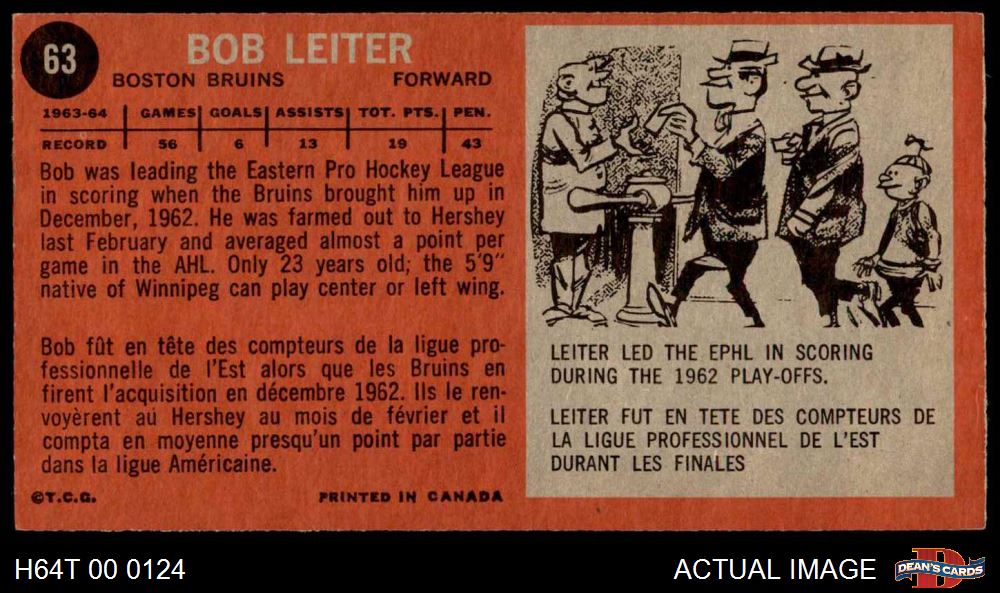 63
BOB LEITER
BOSTON BRUINS FORWARD
1963-64 GAMES GOALS ASSISTS TOT. PTS. PEN.
RECORD 56 6 13 19 43
Bob was leading the Eastern Pro Hockey League
in scoring when the Bruins brought him up in
December, 1962. He was farmed out to Hershey
last February and averaged almost a point per
game in the AHL. Only 23 years old; the 5'9"
native of Winnipeg can play center or left wing.
Bob fût en tête des compteurs de la ligue pro-
fessionnelle de l'Est alors que les Bruins en
firent l'acquisition en décembre 1962. Ils le ren-
voyèrent aú Hershey au mois de février et il
compta en moyenne presqu'un point par partie
dans la ligue Américaine.
©T.C.G. PRINTED IN CANADA
LEITER LED THE EPHL IN SCORING
DURING THE 1962 PLAY-OFFS.
LEITER FUT EN TETE DES COMPTEURS DE
LA LIGUE PROFESSIONNEL DE L'EST
DURANT LES FINALES
H64T 00 0124
ACTUAL IMAGE
D
DEAN'S CARDS